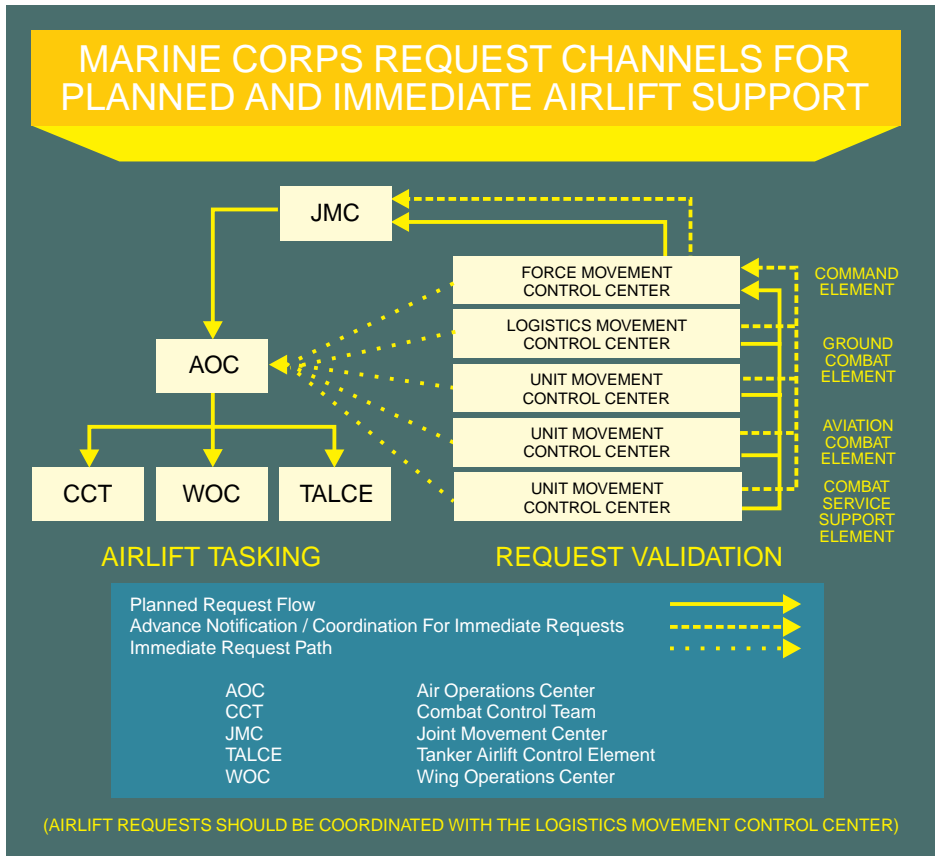 MARINE CORPS REQUEST CHANNELS FOR
PLANNED AND IMMEDIATE AIRLIFT SUPPORT
JMC
FORCE MOVEMENT
CONTROL CENTER
COMMAND
ELEMENT
LOGISTICS MOVEMENT
CONTROL CENTER
GROUND
COMBAT
ELEMENT
AOC
UNIT MOVEMENT
CONTROL CENTER
UNIT MOVEMENT
CONTROL CENTER
AVIATION
COMBAT
ELEMENT
CCT
WOC
TALCE
UNIT MOVEMENT
CONTROL CENTER
COMBAT
SERVICE
SUPPORT
ELEMENT
AIRLIFT TASKING
REQUEST VALIDATION
Planned Request Flow
Advance Notification / Coordination For Immediate Requests
Immediate Request Path
AOC Air Operations Center
CCT Combat Control Team
JMC Joint Movement Center
TALCE Tanker Airlift Control Element
WOC Wing Operations Center
(AIRLIFT REQUESTS SHOULD BE COORDINATED WITH THE LOGISTICS MOVEMENT CONTROL CENTER)